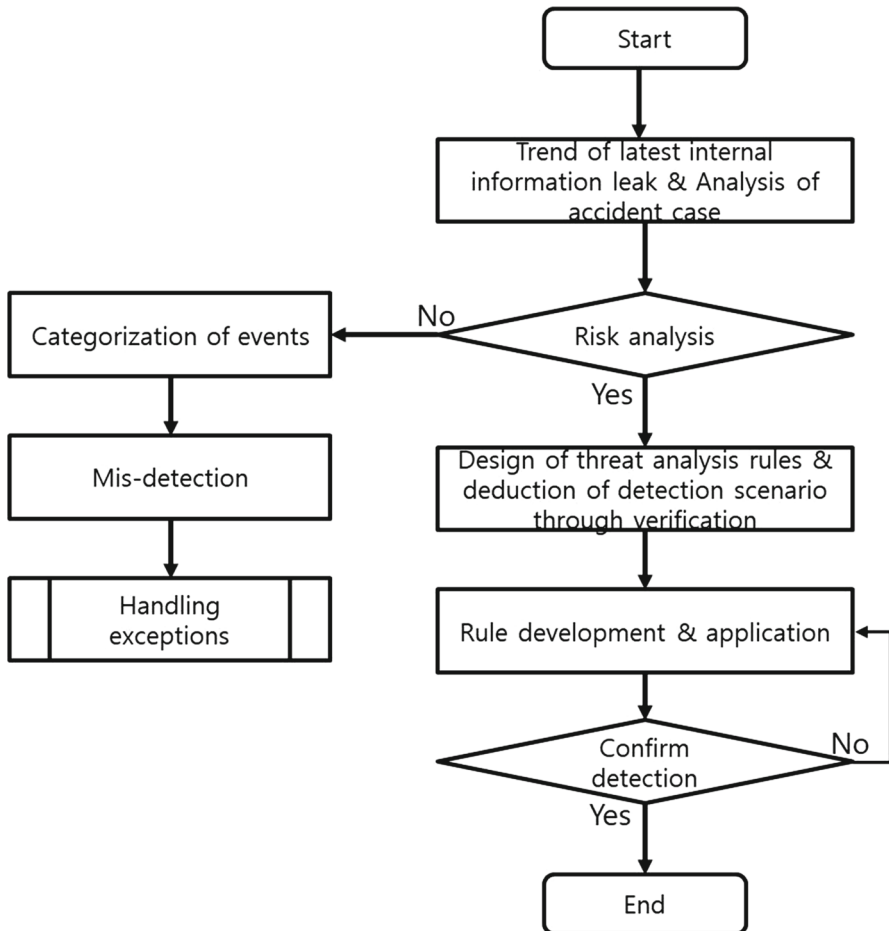 Start
Trend of latest internal
information leak & Analysis of
accident case
No
Categorization of events
Risk analysis
Yes
Mis-detection
Design of threat analysis rules &
deduction of detection scenario
through verification
Handling
exceptions
Rule development & application
Confirm
detection
No
Yes
End